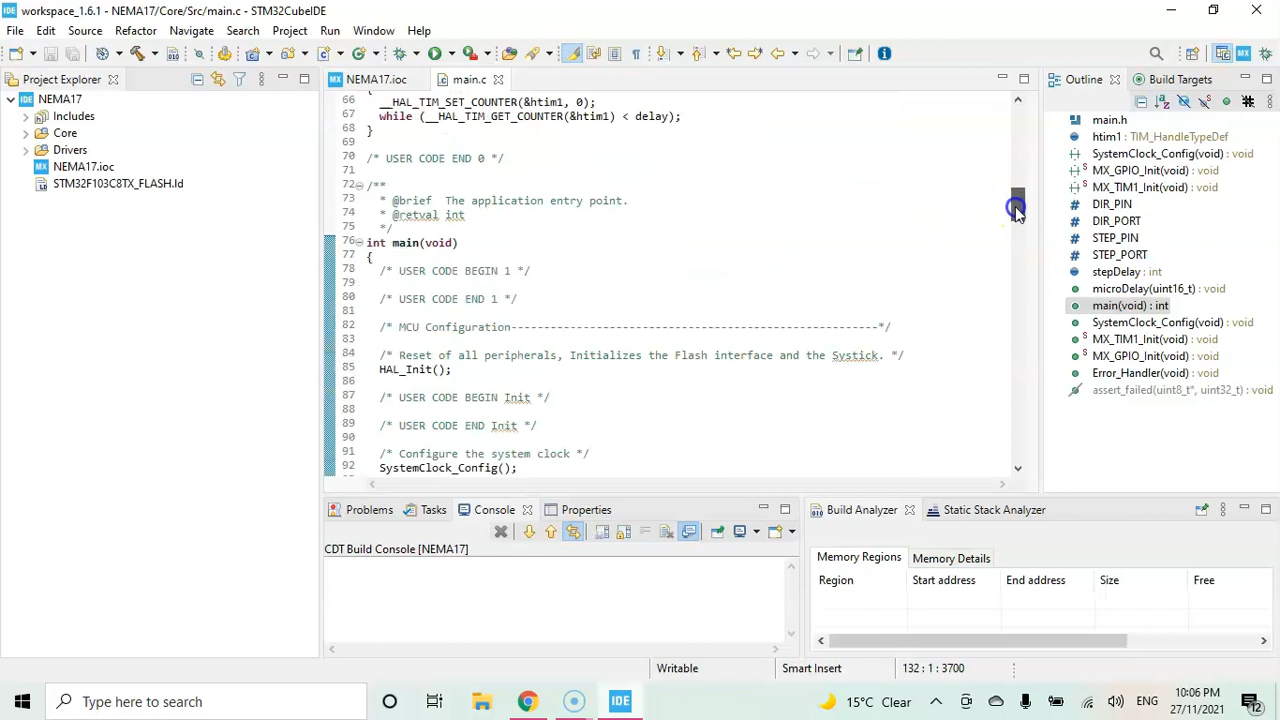 workspace_1.6.1 - NEMA17/Core/Src/main.c - STM32CubeIDE
File Edit Source Refactor Navigate Search Project Run Window Help
Project Explorer
NEMA17
Includes
Core
Drivers
NEMA17.ioc
STM32F103C8TX_FLASH.ld
NEMA17.ioc main.c
66 __HAL_TIM_SET_COUNTER(&htim1, 0);
67 while (__HAL_TIM_GET_COUNTER(&htim1) < delay);
68 }
69
70 /* USER CODE END 0 */
71
72 /**
73 * @brief The application entry point.
74 * @retval int
75 */
76 int main(void)
77 {
78 /* USER CODE BEGIN 1 */
79
80 /* USER CODE END 1 */
81
82 /* MCU Configuration--------------------------------------------------------*/
83
84 /* Reset of all peripherals, Initializes the Flash interface and the Systick. */
85 HAL_Init();
86
87 /* USER CODE BEGIN Init */
88
89 /* USER CODE END Init */
90
91 /* Configure the system clock */
92 SystemClock_Config();
Outline Build Targets
main.h
htim1 : TIM_HandleTypeDef
SystemClock_Config(void) : void
MX_GPIO_Init(void) : void
MX_TIM1_Init(void) : void
DIR_PIN
DIR_PORT
STEP_PIN
STEP_PORT
stepDelay : int
microDelay(uint16_t) : void
main(void) : int
SystemClock_Config(void) : void
MX_TIM1_Init(void) : void
MX_GPIO_Init(void) : void
Error_Handler(void) : void
assert_failed(uint8_t*, uint32_t) : void
Problems Tasks Console Properties
CDT Build Console [NEMA17]
Build Analyzer Static Stack Analyzer
Memory Regions Memory Details
Region Start address End address Size Free
Writable Smart Insert 132 : 1 : 3700
Type here to search
IDE
15°C Clear
ENG
10:06 PM
27/11/2021
12